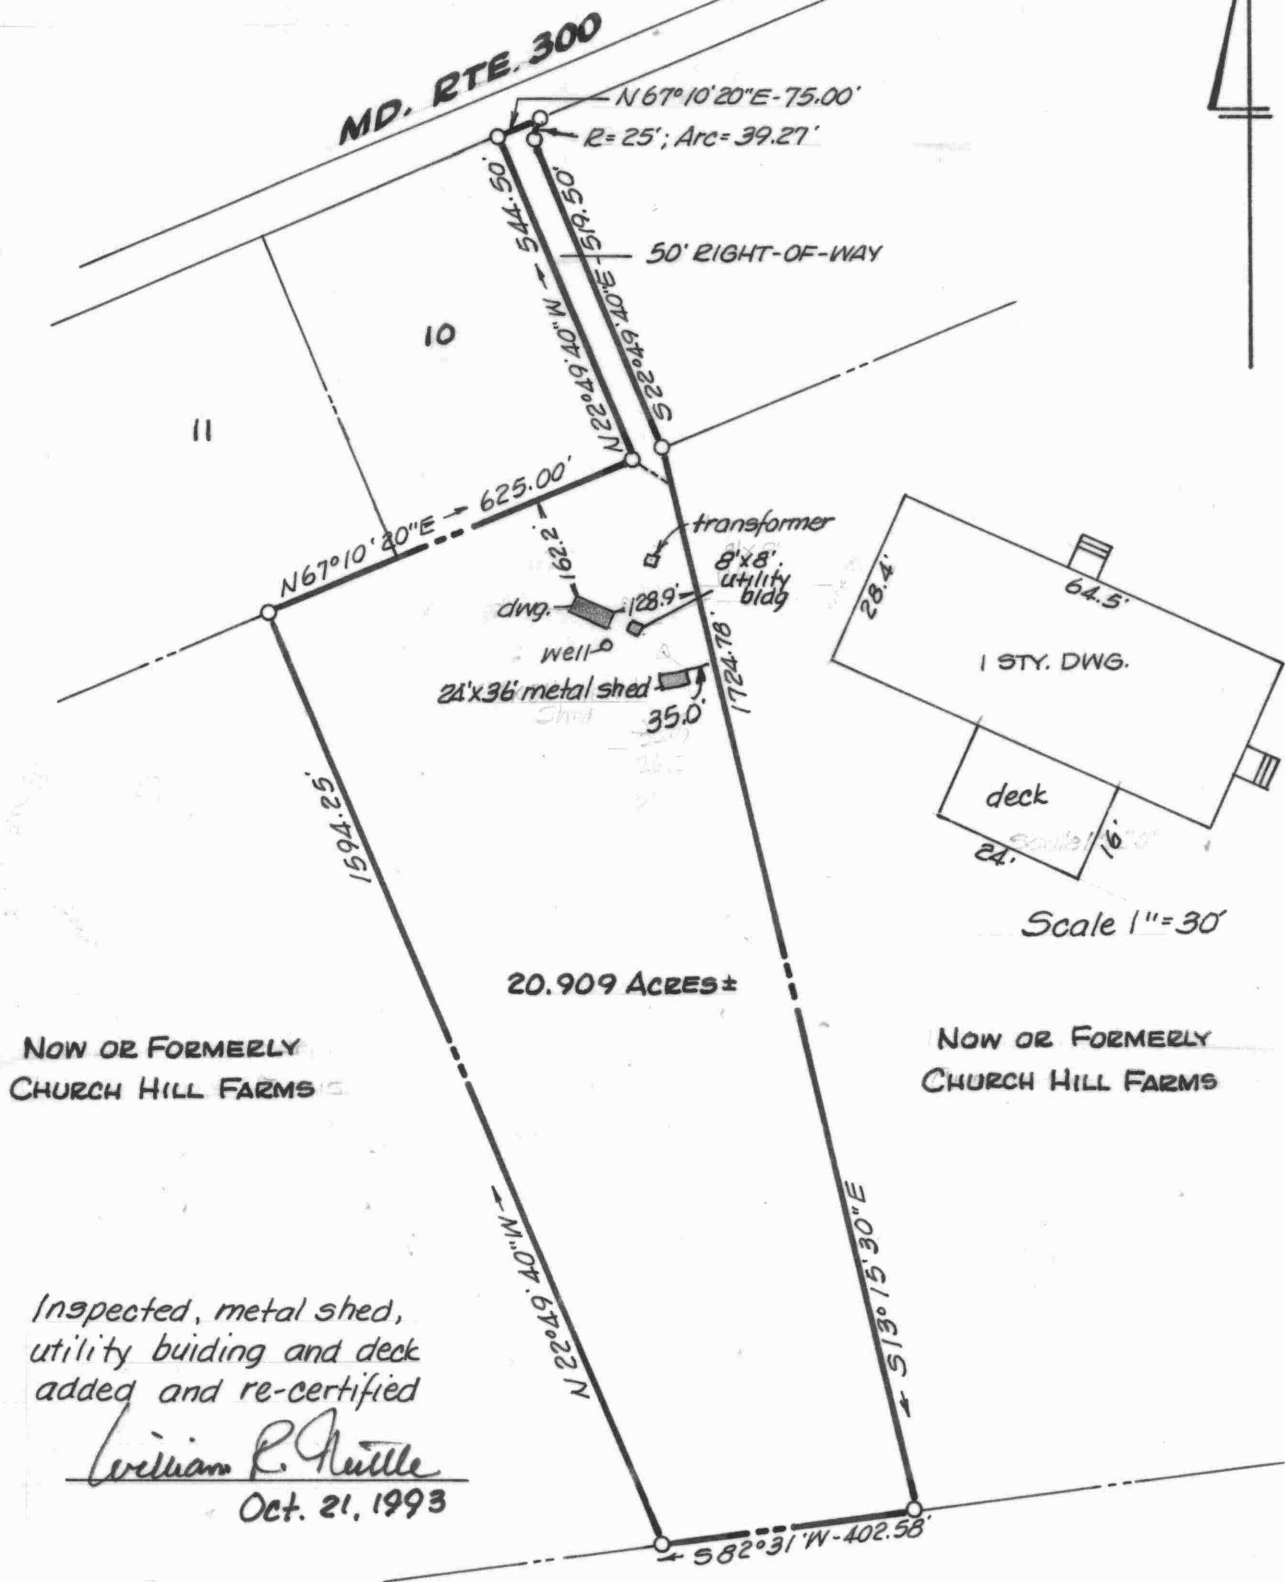 MD. RTE. 300
N 67°10'20"E-75.00'
R=25'; Arc=39.27'
N22°49'40"W 544.50'
S22°49'40"E-519.50'
50' RIGHT-OF-WAY
10
11
N67°10'20"E 625.00'
162.2'
transformer
8'x8'
utility
bldg
128.9'
dwg.
well
24'x36' metal shed
35.0'
1724.78'
28.4'
64.5'
1 STY. DWG.
deck
24'
16'
Scale 1"=30'
1594.25'
20.909 ACRES±
NOW OR FORMERLY
CHURCH HILL FARMS
NOW OR FORMERLY
CHURCH HILL FARMS
N 22°49'40"W
S13°15'30"E
Inspected, metal shed,
utility buiding and deck
added and re-certified
William R. Nuttle
Oct. 21, 1993
S82°31'W-402.58'